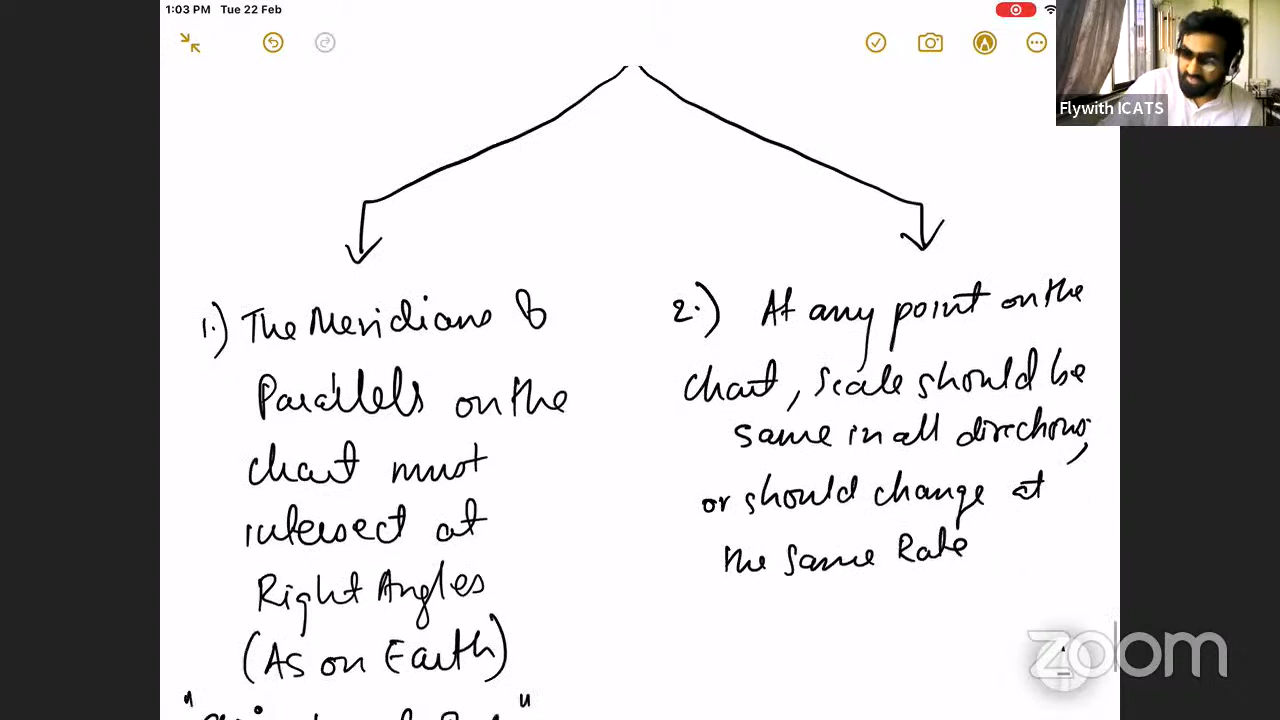 1:03 PM Tue 22 Feb
Flywith ICATS
1.) The Meridians &
Parallels on the
chart must
intersect at
Right Angles
(As on Earth)
2.) At any point on the
chart, scale should be
same in all directions,
or should change at
the same Rate
zoom